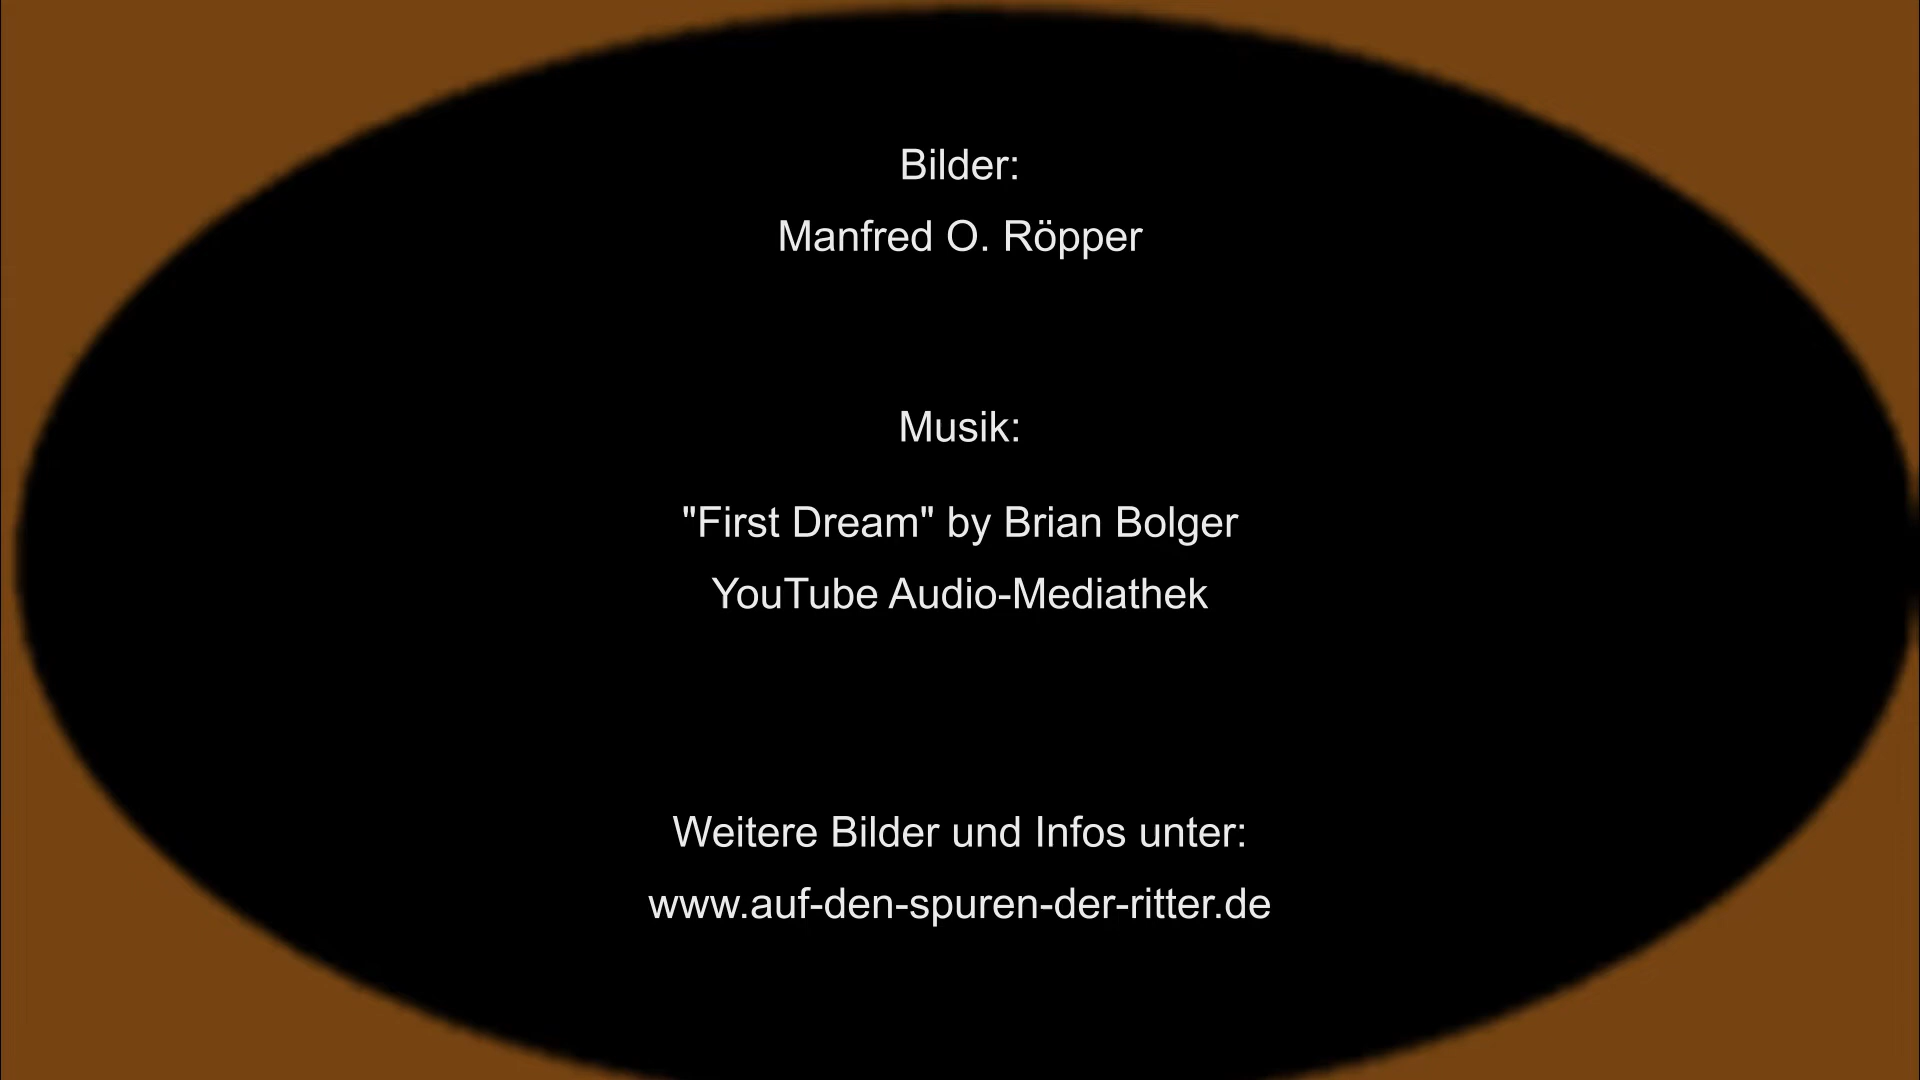 Bilder:
Manfred O. Röpper
Musik:
"First Dream" by Brian Bolger
YouTube Audio-Mediathek
Weitere Bilder und Infos unter:
www.auf-den-spuren-der-ritter.de